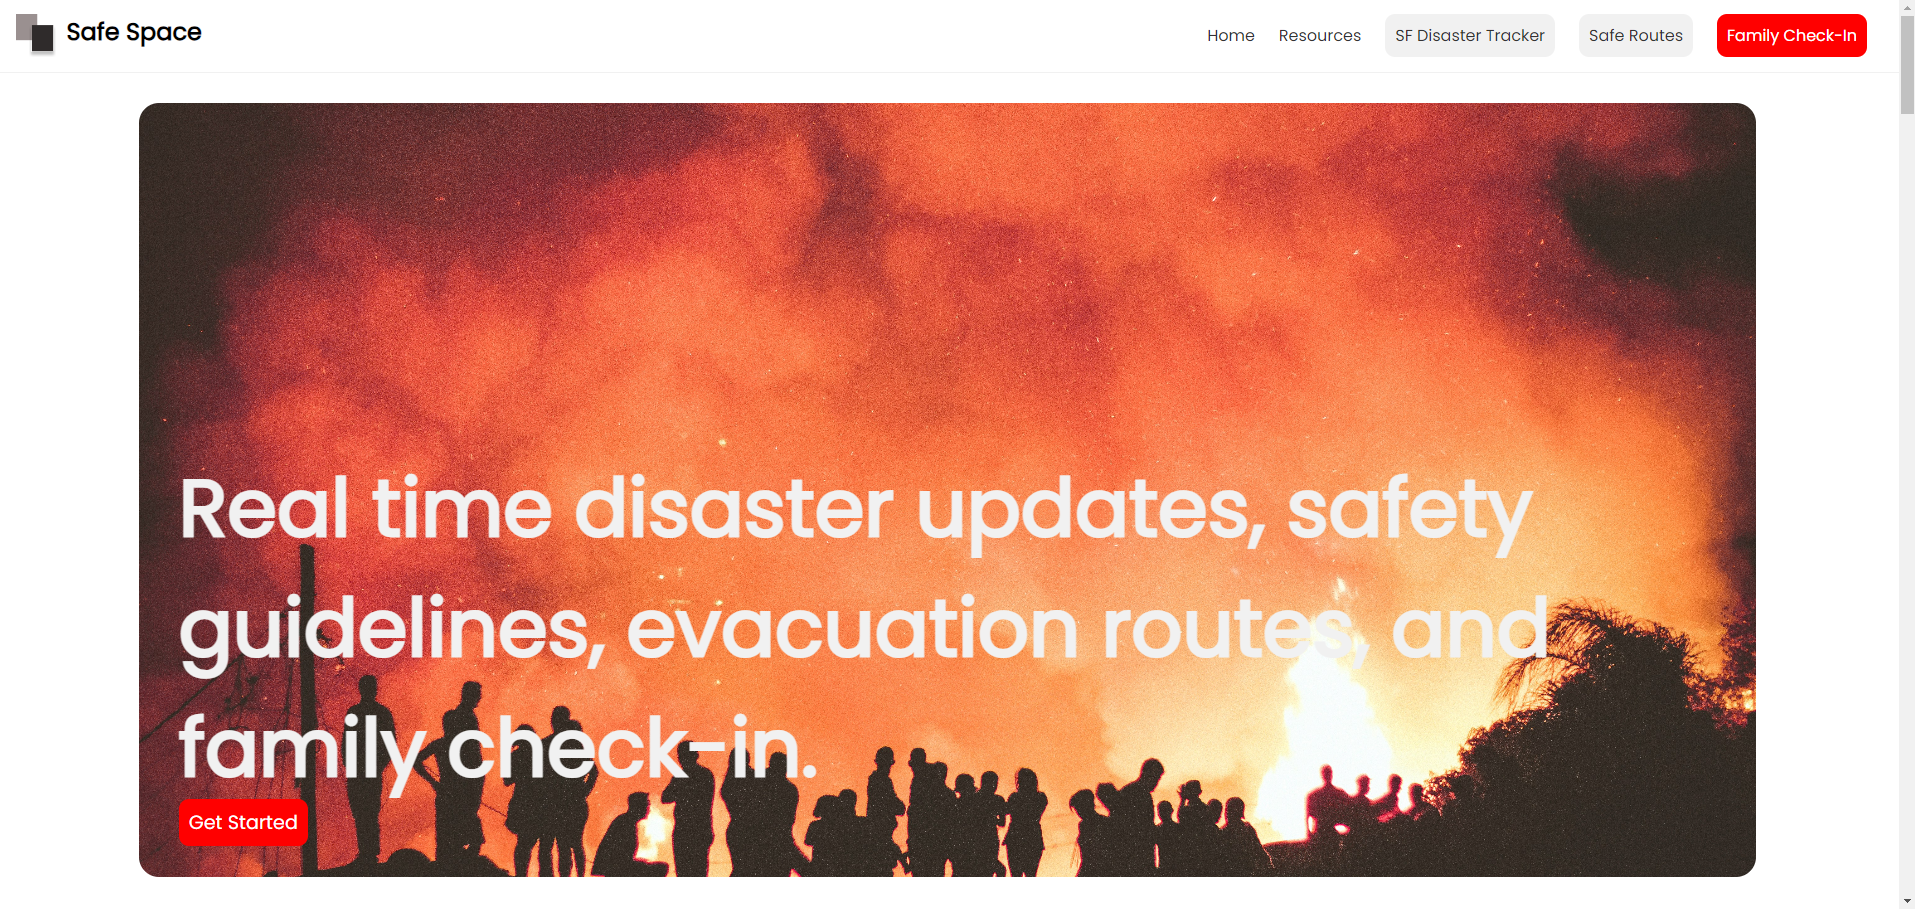 Safe Space
Home
Resources
SF Disaster Tracker
Safe Routes
Family Check-In
Real time disaster updates, safety
guidelines, evacuation routes, and
family check-in.
Get Started